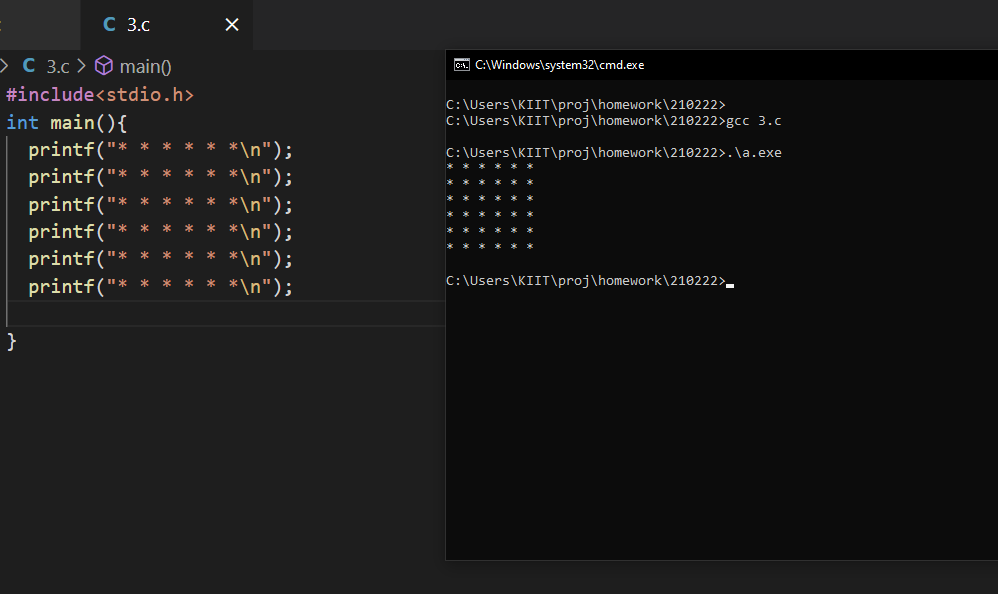 C 3.c ×
> C 3.c > main()
#include<stdio.h>
int main(){
printf("* * * * * *\n");
printf("* * * * * *\n");
printf("* * * * * *\n");
printf("* * * * * *\n");
printf("* * * * * *\n");
printf("* * * * * *\n");
}
C:\Windows\system32\cmd.exe
C:\Users\KIIT\proj\homework\210222>
C:\Users\KIIT\proj\homework\210222>gcc 3.c
C:\Users\KIIT\proj\homework\210222>.\a.exe
* * * * * *
* * * * * *
* * * * * *
* * * * * *
* * * * * *
* * * * * *
C:\Users\KIIT\proj\homework\210222>